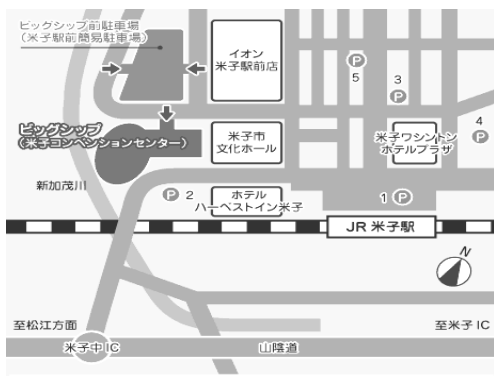 ビッグシップ前駐車場
(米子駅前簡易駐車場)
イオン
米子駅前店
P
5
3
P
4
P
ビッグシップ
(米子コンベンションセンター)
米子市
文化ホール
米子ワシントン
ホテルプラザ
新加茂川
P 2
ホテル
ハーベストイン米子
1 P
JR 米子駅
N
至松江方面
至米子 IC
米子中 IC
山陰道